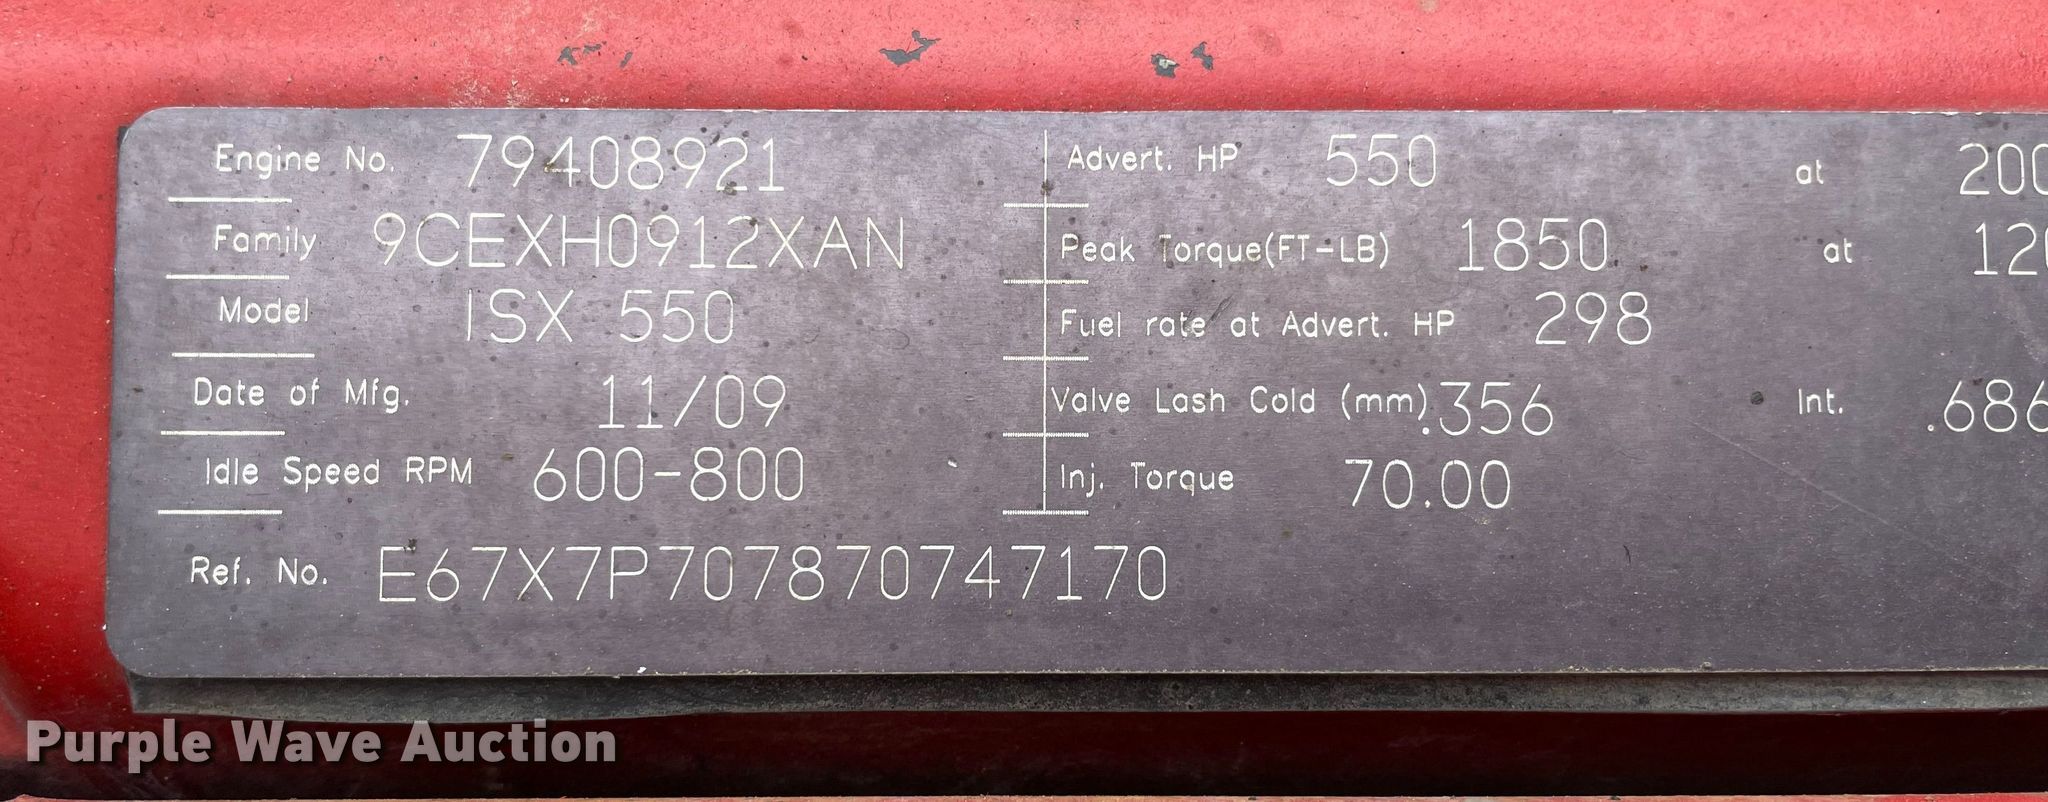 Engine No. 79408921 Advert. HP 550 at 200
Family 9CEXH0912XAN Peak Torque(FT-LB) 1850 at 120
Model ISX 550 Fuel rate at Advert. HP 298
Date of Mfg. 11/09 Valve Lash Cold (mm) .356 Int. .686
Idle Speed RPM 600-800 Inj. Torque 70.00
Ref. No. E67X7P707870747170
Purple Wave Auction